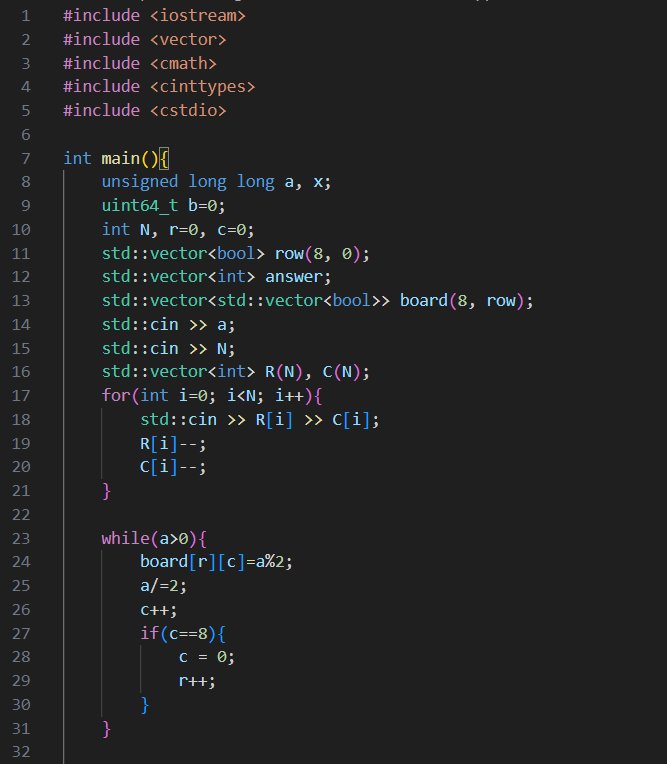 1 #include <iostream>
2 #include <vector>
3 #include <cmath>
4 #include <cinttypes>
5 #include <cstdio>
6
7 int main(){
8     unsigned long long a, x;
9     uint64_t b=0;
10     int N, r=0, c=0;
11     std::vector<bool> row(8, 0);
12     std::vector<int> answer;
13     std::vector<std::vector<bool>> board(8, row);
14     std::cin >> a;
15     std::cin >> N;
16     std::vector<int> R(N), C(N);
17     for(int i=0; i<N; i++){
18         std::cin >> R[i] >> C[i];
19         R[i]--;
20         C[i]--;
21     }
22
23     while(a>0){
24         board[r][c]=a%2;
25         a/=2;
26         c++;
27         if(c==8){
28             c = 0;
29             r++;
30         }
31     }
32